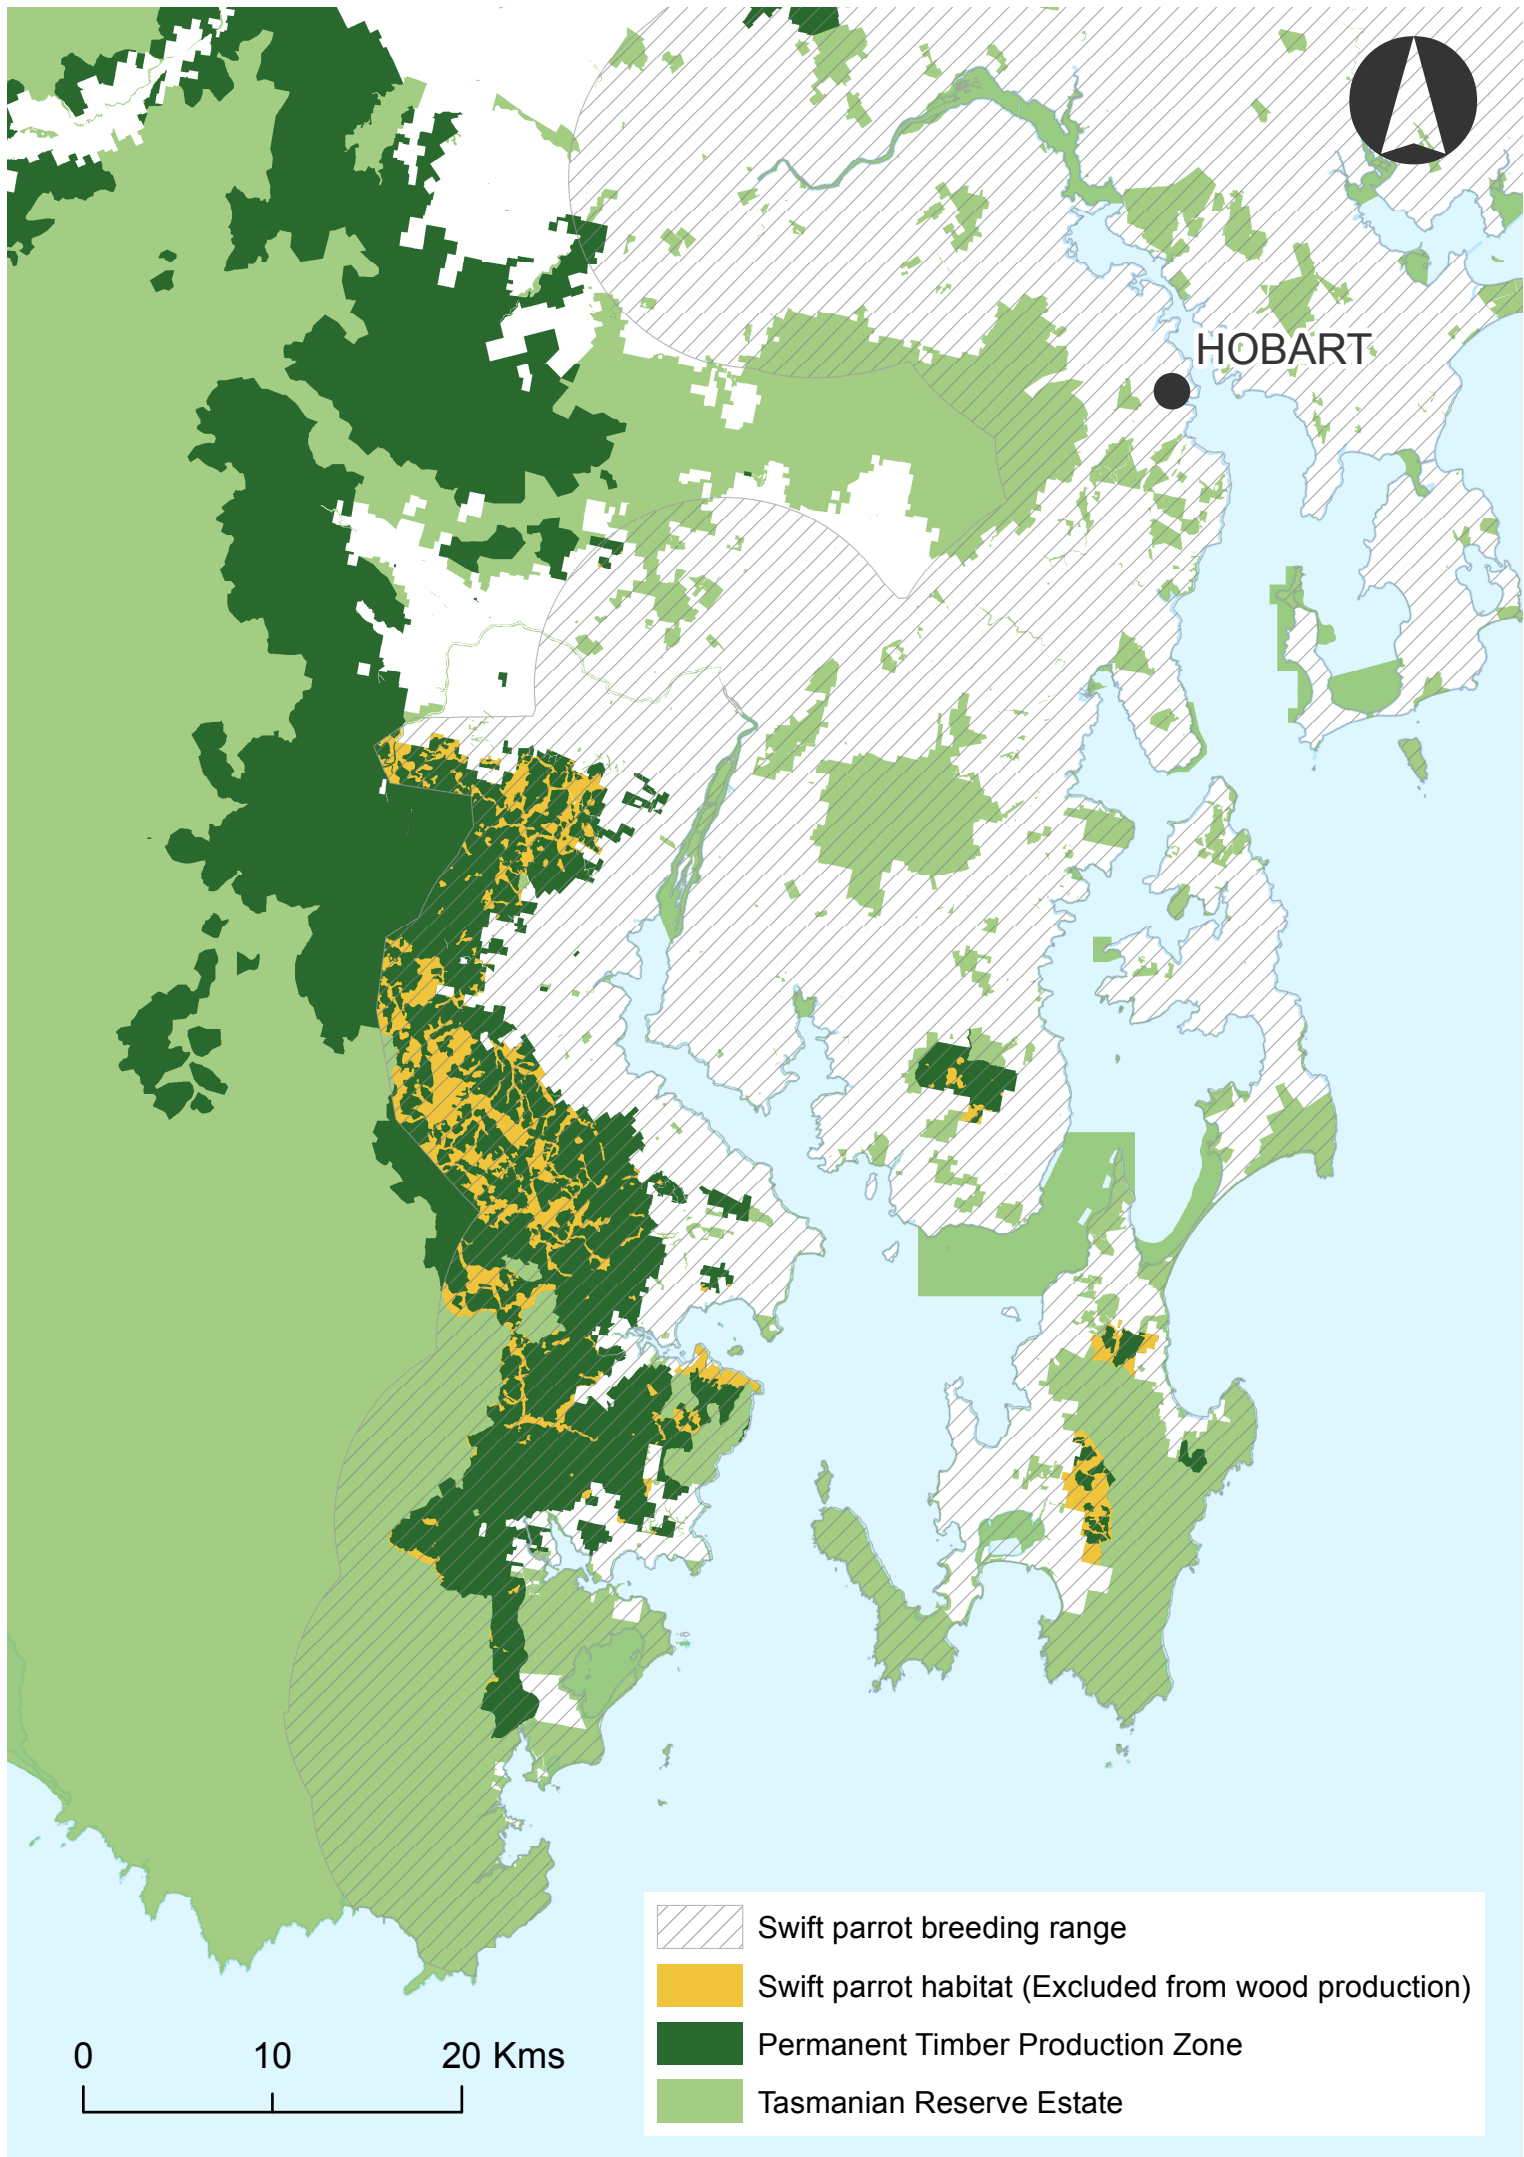 HOBART
Swift parrot breeding range
Swift parrot habitat (Excluded from wood production)
Permanent Timber Production Zone
Tasmanian Reserve Estate
0 10 20 Kms